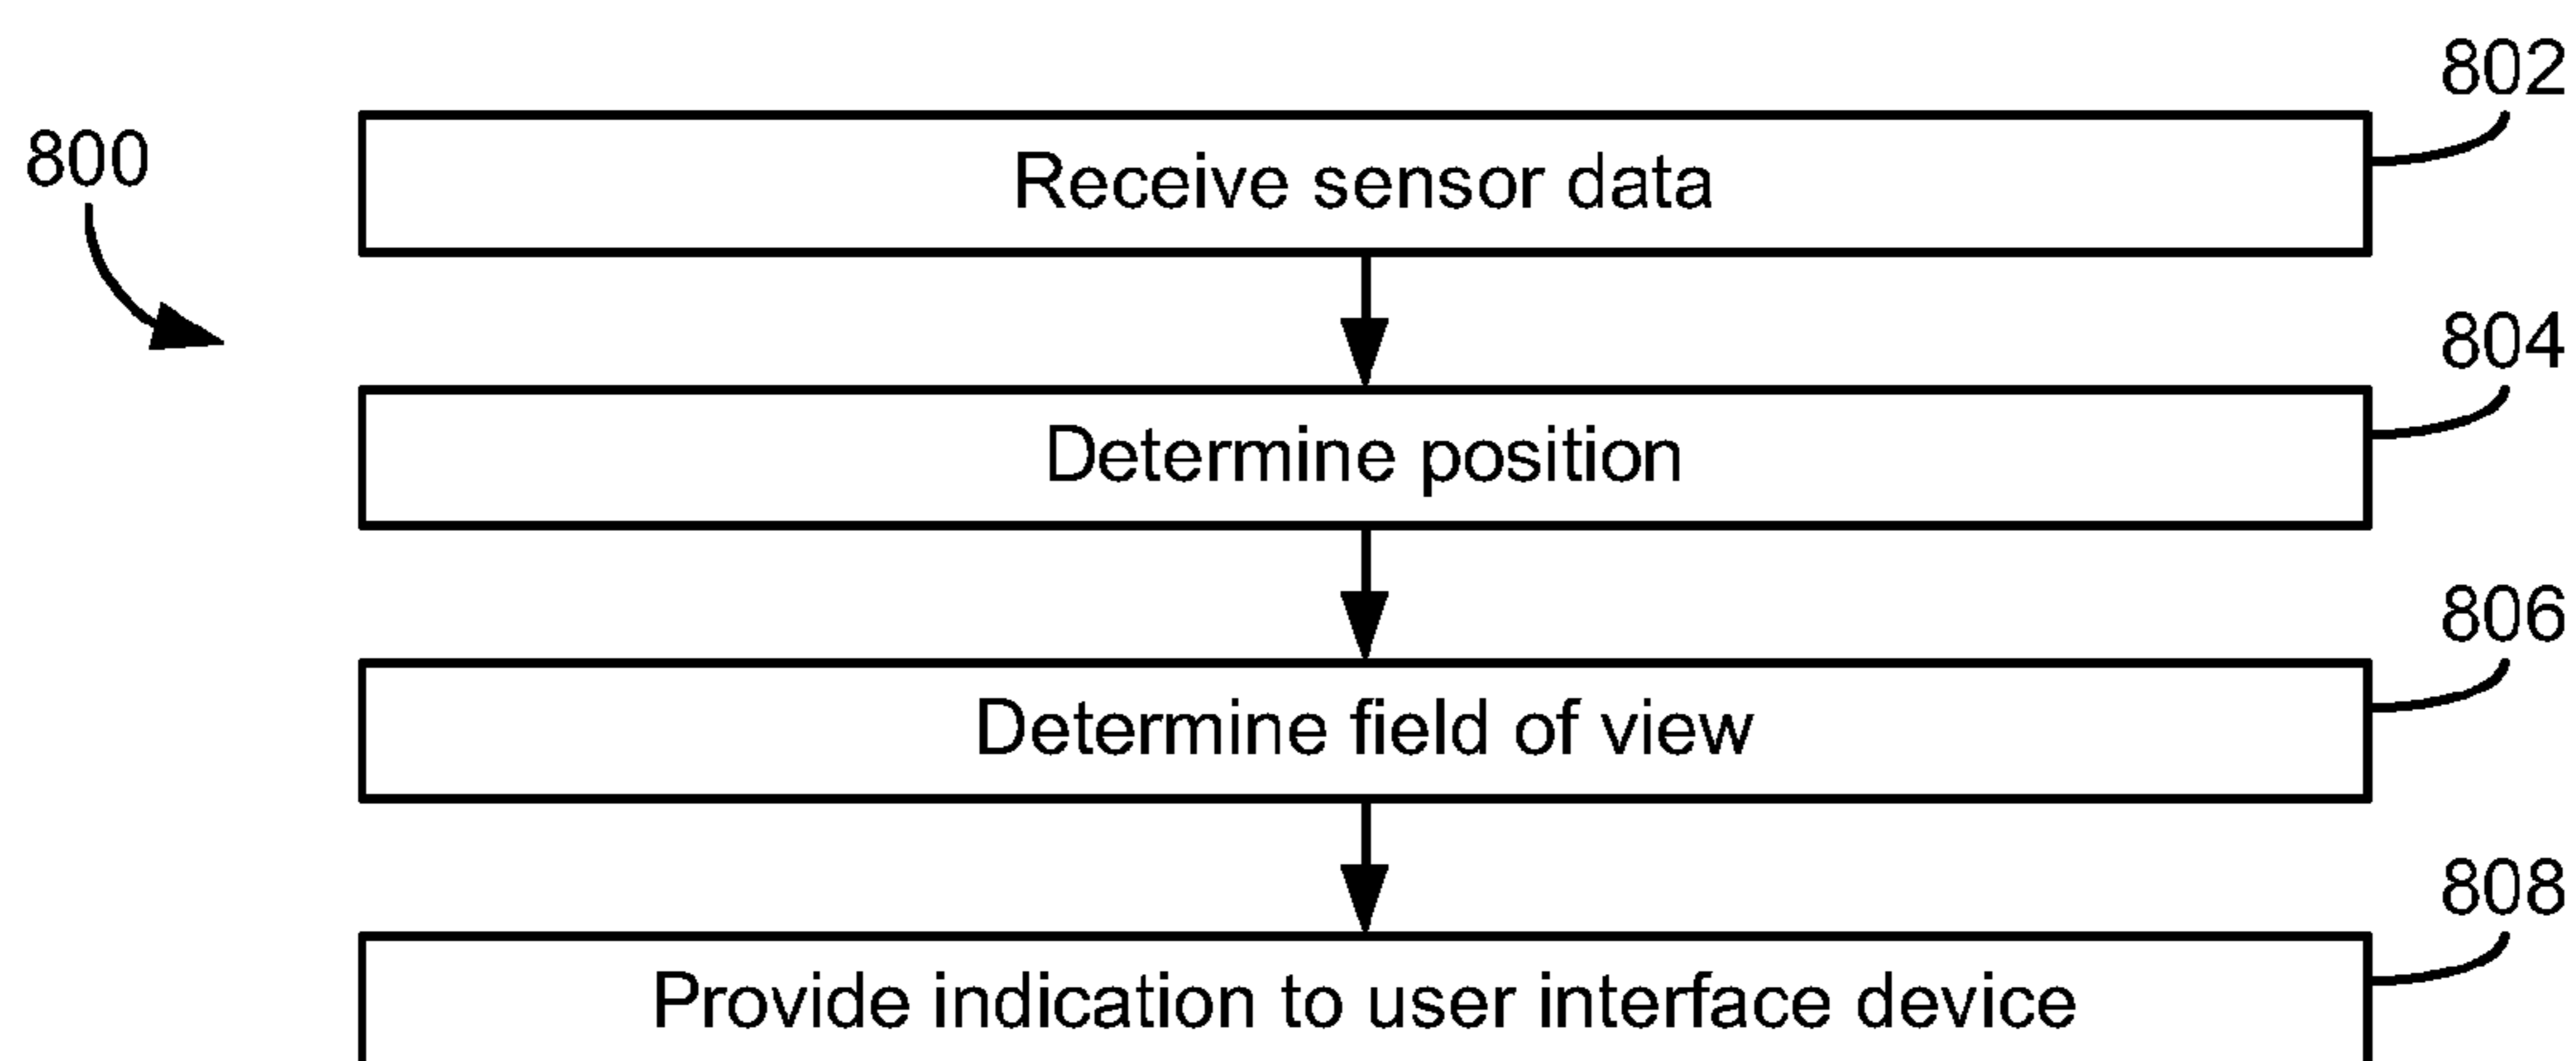 802
800
Receive sensor data
804
Determine position
806
Determine field of view
808
Provide indication to user interface device